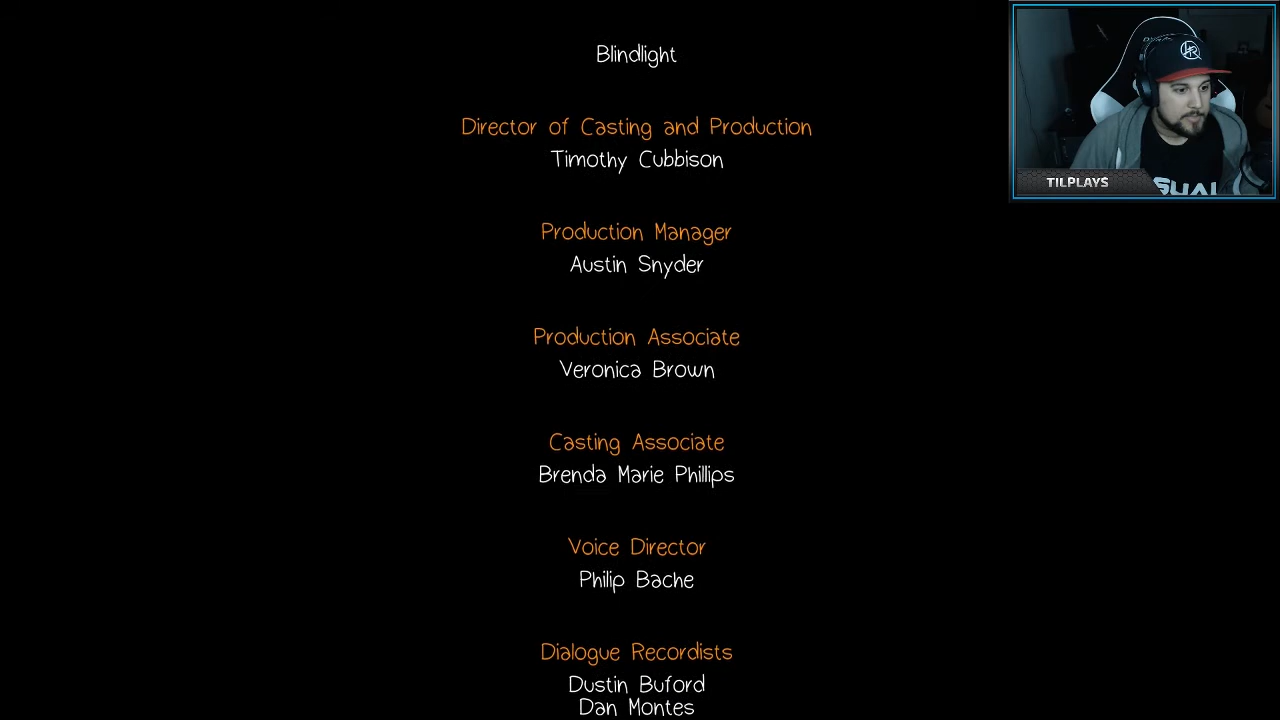 Blindlight
Director of Casting and Production
Timothy Cubbison
Production Manager
Austin Snyder
Production Associate
Veronica Brown
Casting Associate
Brenda Marie Phillips
Voice Director
Philip Bache
Dialogue Recordists
Dustin Buford
Dan Montes
TILPLAYS